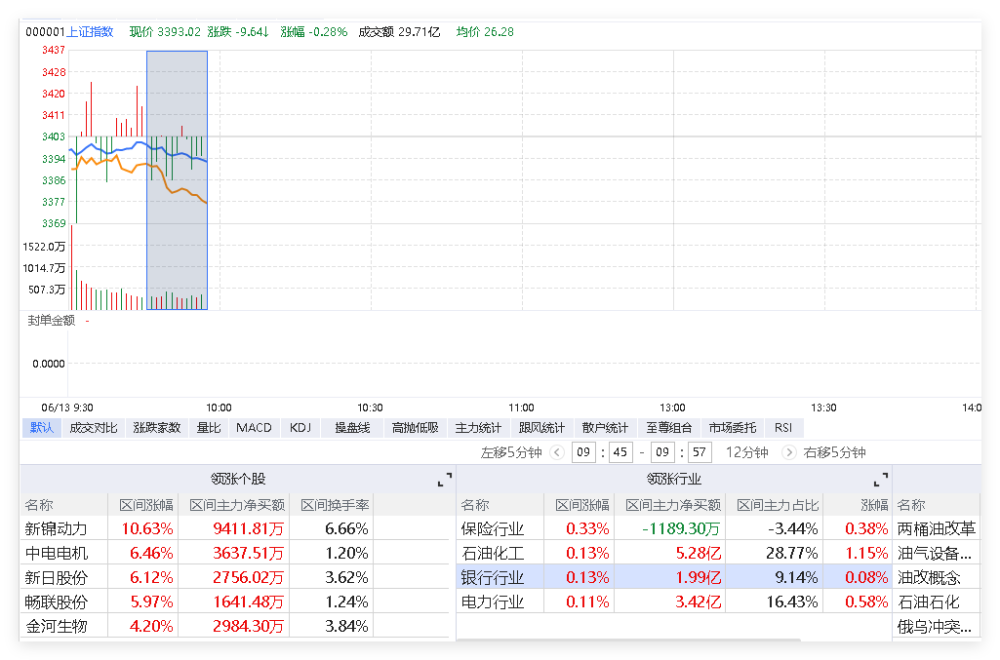 000001 上证指数 现价 3393.02 涨跌 -9.64↓ 涨幅 -0.28% 成交额 29.71亿 均价 26.28
3437
3428
3420
3411
3403
3394
3386
3377
3369
1522.0万
1014.7万
507.3万
封单金额 -
0.0000
06/13 9:30 10:00 10:30 11:00 13:00 13:30 14:0
默认 成交对比 涨跌家数 量比 MACD KDJ 操盘线 高抛低吸 主力统计 跟风统计 散户统计 至尊组合 市场委托 RSI
左移5分钟 09 : 45 - 09 : 57 12分钟 右移5分钟
领涨个股 领涨行业
名称 区间涨幅 区间主力净买额 区间换手率 名称 区间涨幅 区间主力净买额 区间主力占比 涨幅 名称
新锦动力 10.63% 9411.81万 6.66% 保险行业 0.33% -1189.30万 -3.44% 0.38% 两桶油改革
中电电机 6.46% 3637.51万 1.20% 石油化工 0.13% 5.28亿 28.77% 1.15% 油气设备...
新日股份 6.12% 2756.02万 3.62% 银行行业 0.13% 1.99亿 9.14% 0.08% 油改概念
畅联股份 5.97% 1641.48万 1.24% 电力行业 0.11% 3.42亿 16.43% 0.58% 石油石化
金河生物 4.20% 2984.30万 3.84% 俄乌冲突...